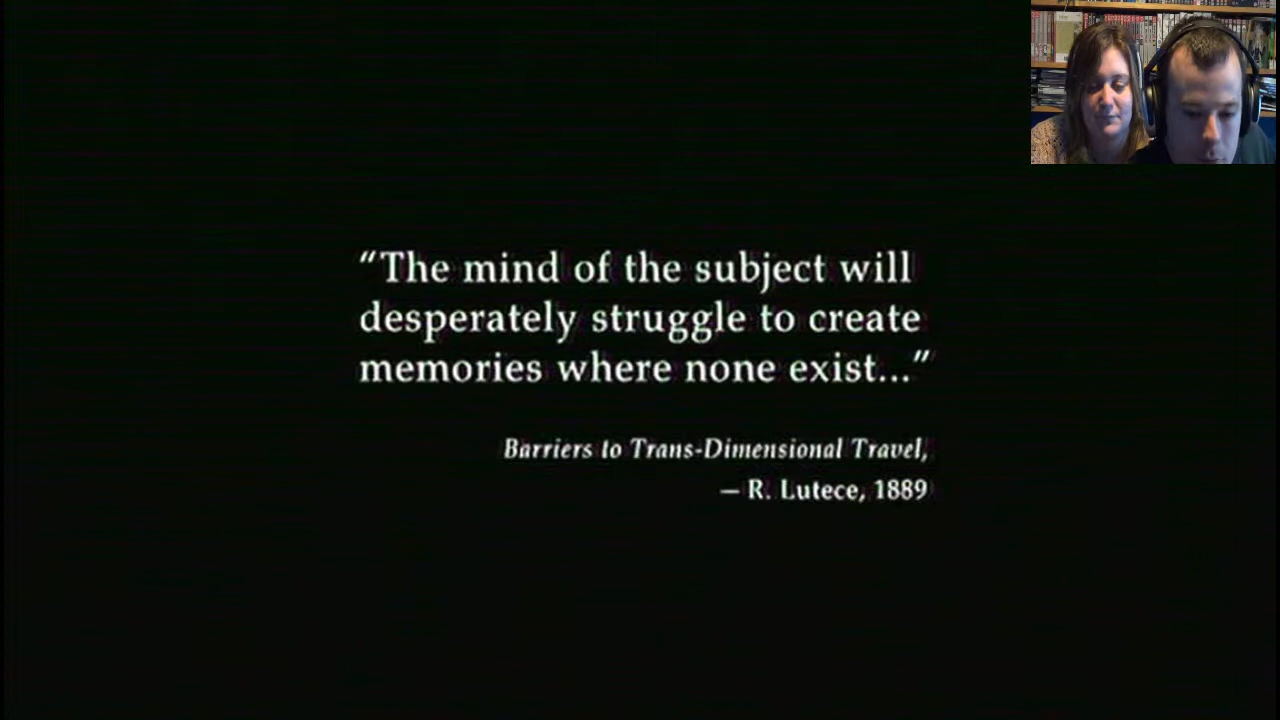 “The mind of the subject will
desperately struggle to create
memories where none exist...”
Barriers to Trans-Dimensional Travel,
— R. Lutece, 1889